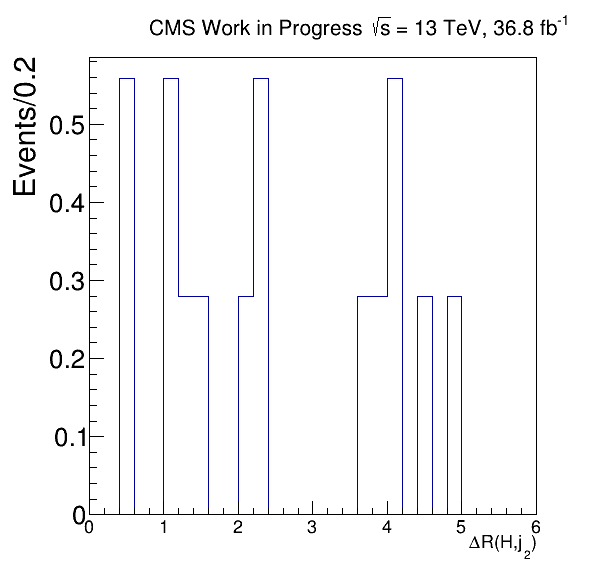 CMS Work in Progress √s = 13 TeV, 36.8 fb⁻¹
Events/0.2
0.5
0.4
0.3
0.2
0.1
0
0 1 2 3 4 5 6
ΔR(H,j₂)